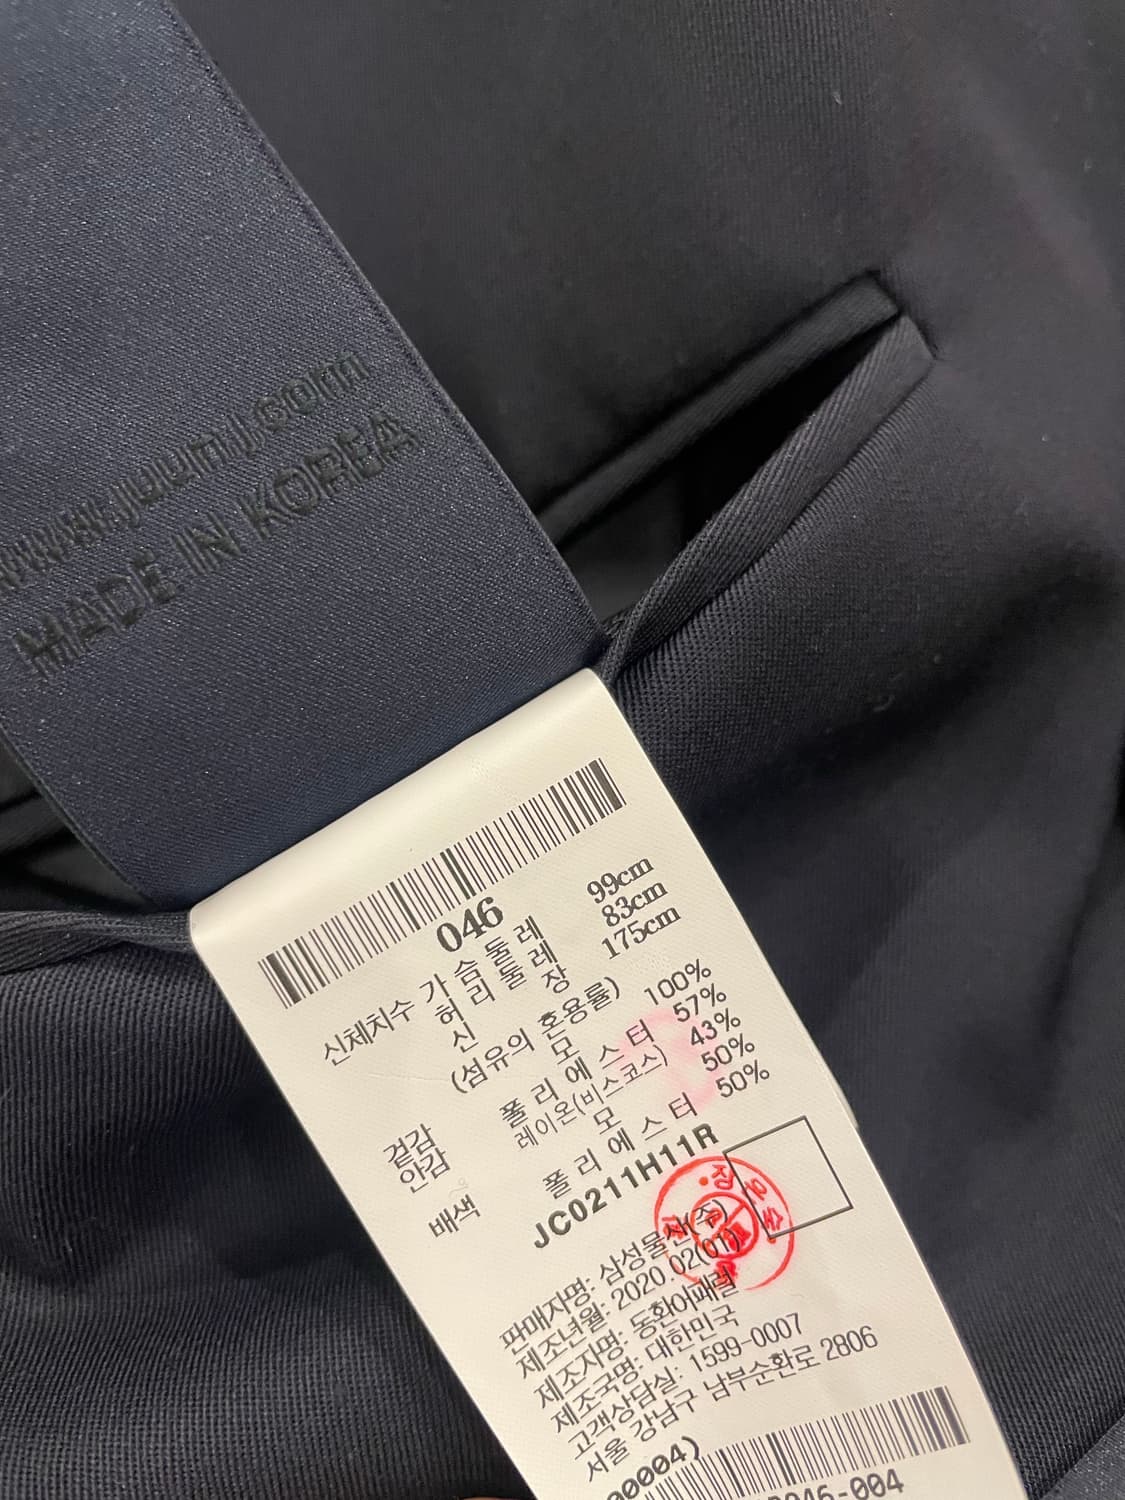 www.juunj.com
MADE IN KOREA
046
신체치수 가 슴 둘 레 99cm
허 리 둘 레 83cm
신 장 175cm
(섬유의 혼용률)
겉감 모 100%
안감 폴 리 에 스 터 57%
레이온(비스코스) 43%
배색 모 50%
폴 리 에 스 터 50%
JC0211H11R
판매자명: 삼성물산(주)
제조년월: 2020.02(01)
제조자명: 동환어패럴
제조국명: 대한민국
고객상담실: 1599-0007
서울 강남구 남부순환로 2806
0004)
046-004